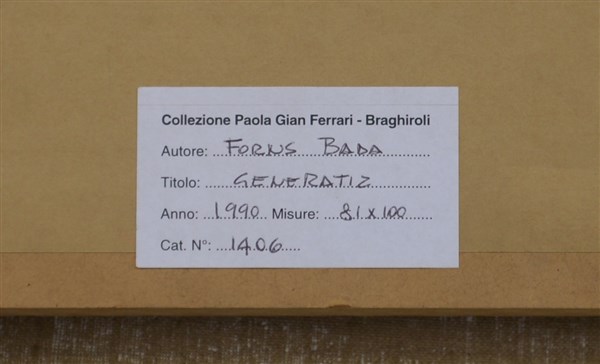 Collezione Paola Gian Ferrari - Braghiroli
Autore: FORNS BADA
Titolo: GENERATIZ
Anno: 1990 Misure: 81 x 100
Cat. N°: 1406